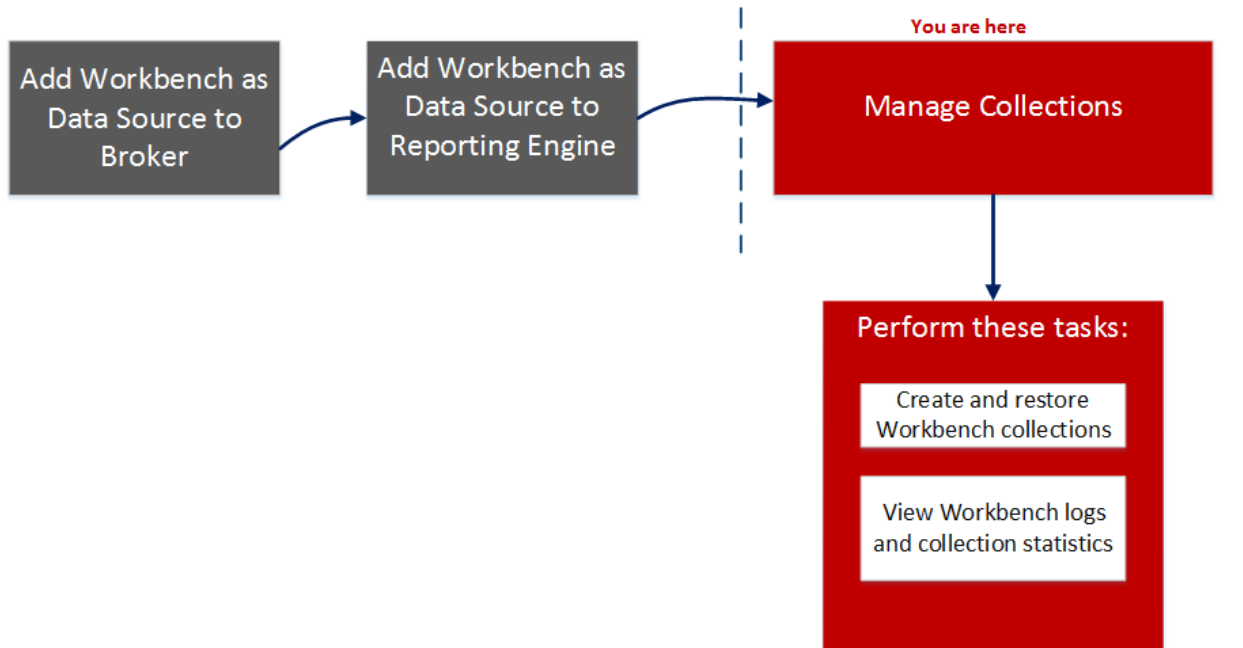 You are here
Add Workbench as
Data Source to
Broker
Add Workbench as
Data Source to
Reporting Engine
Manage Collections
Perform these tasks:
Create and restore
Workbench collections
View Workbench logs
and collection statistics